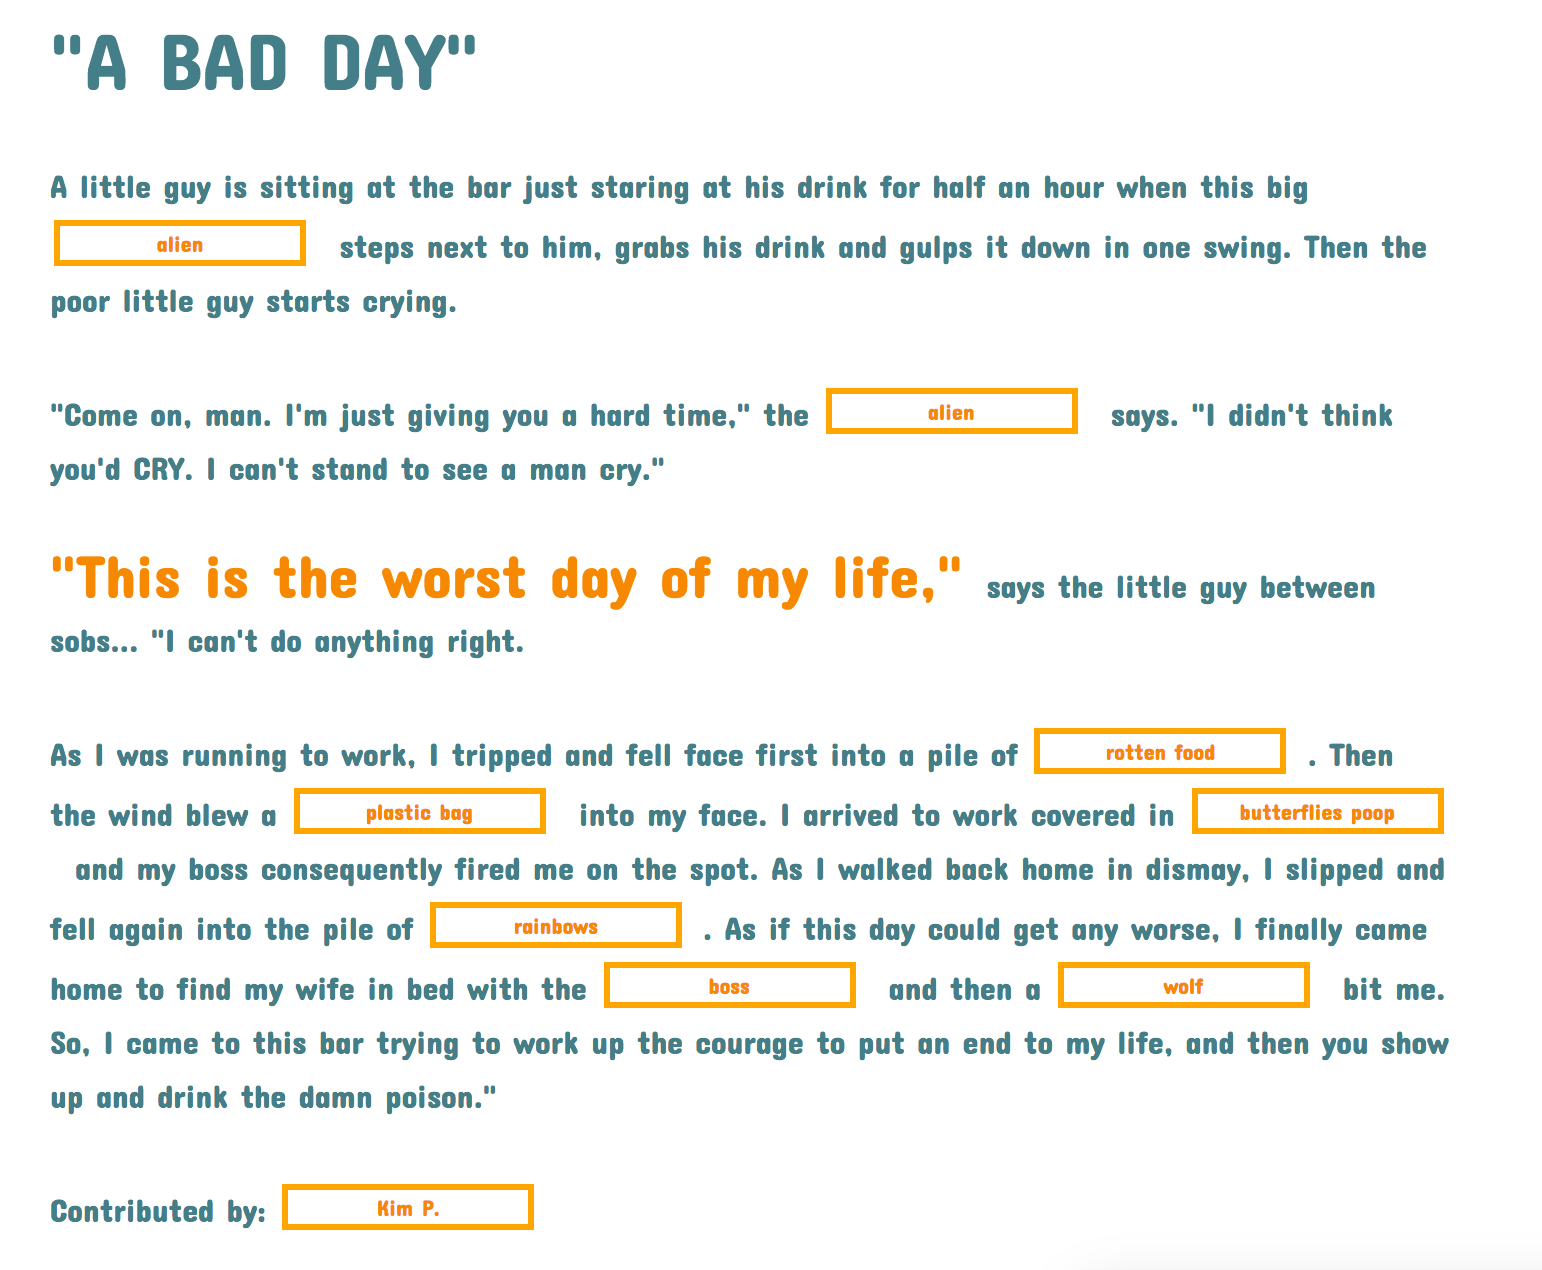 "A BAD DAY"
A little guy is sitting at the bar just staring at his drink for half an hour when this big
alien steps next to him, grabs his drink and gulps it down in one swing. Then the
poor little guy starts crying.
"Come on, man. I'm just giving you a hard time," the alien says. "I didn't think
you'd CRY. I can't stand to see a man cry."
"This is the worst day of my life," says the little guy between
sobs... "I can't do anything right.
As I was running to work, I tripped and fell face first into a pile of rotten food . Then
the wind blew a plastic bag into my face. I arrived to work covered in butterflies poop
and my boss consequently fired me on the spot. As I walked back home in dismay, I slipped and
fell again into the pile of rainbows . As if this day could get any worse, I finally came
home to find my wife in bed with the boss and then a wolf bit me.
So, I came to this bar trying to work up the courage to put an end to my life, and then you show
up and drink the damn poison."
Contributed by: Kim P.